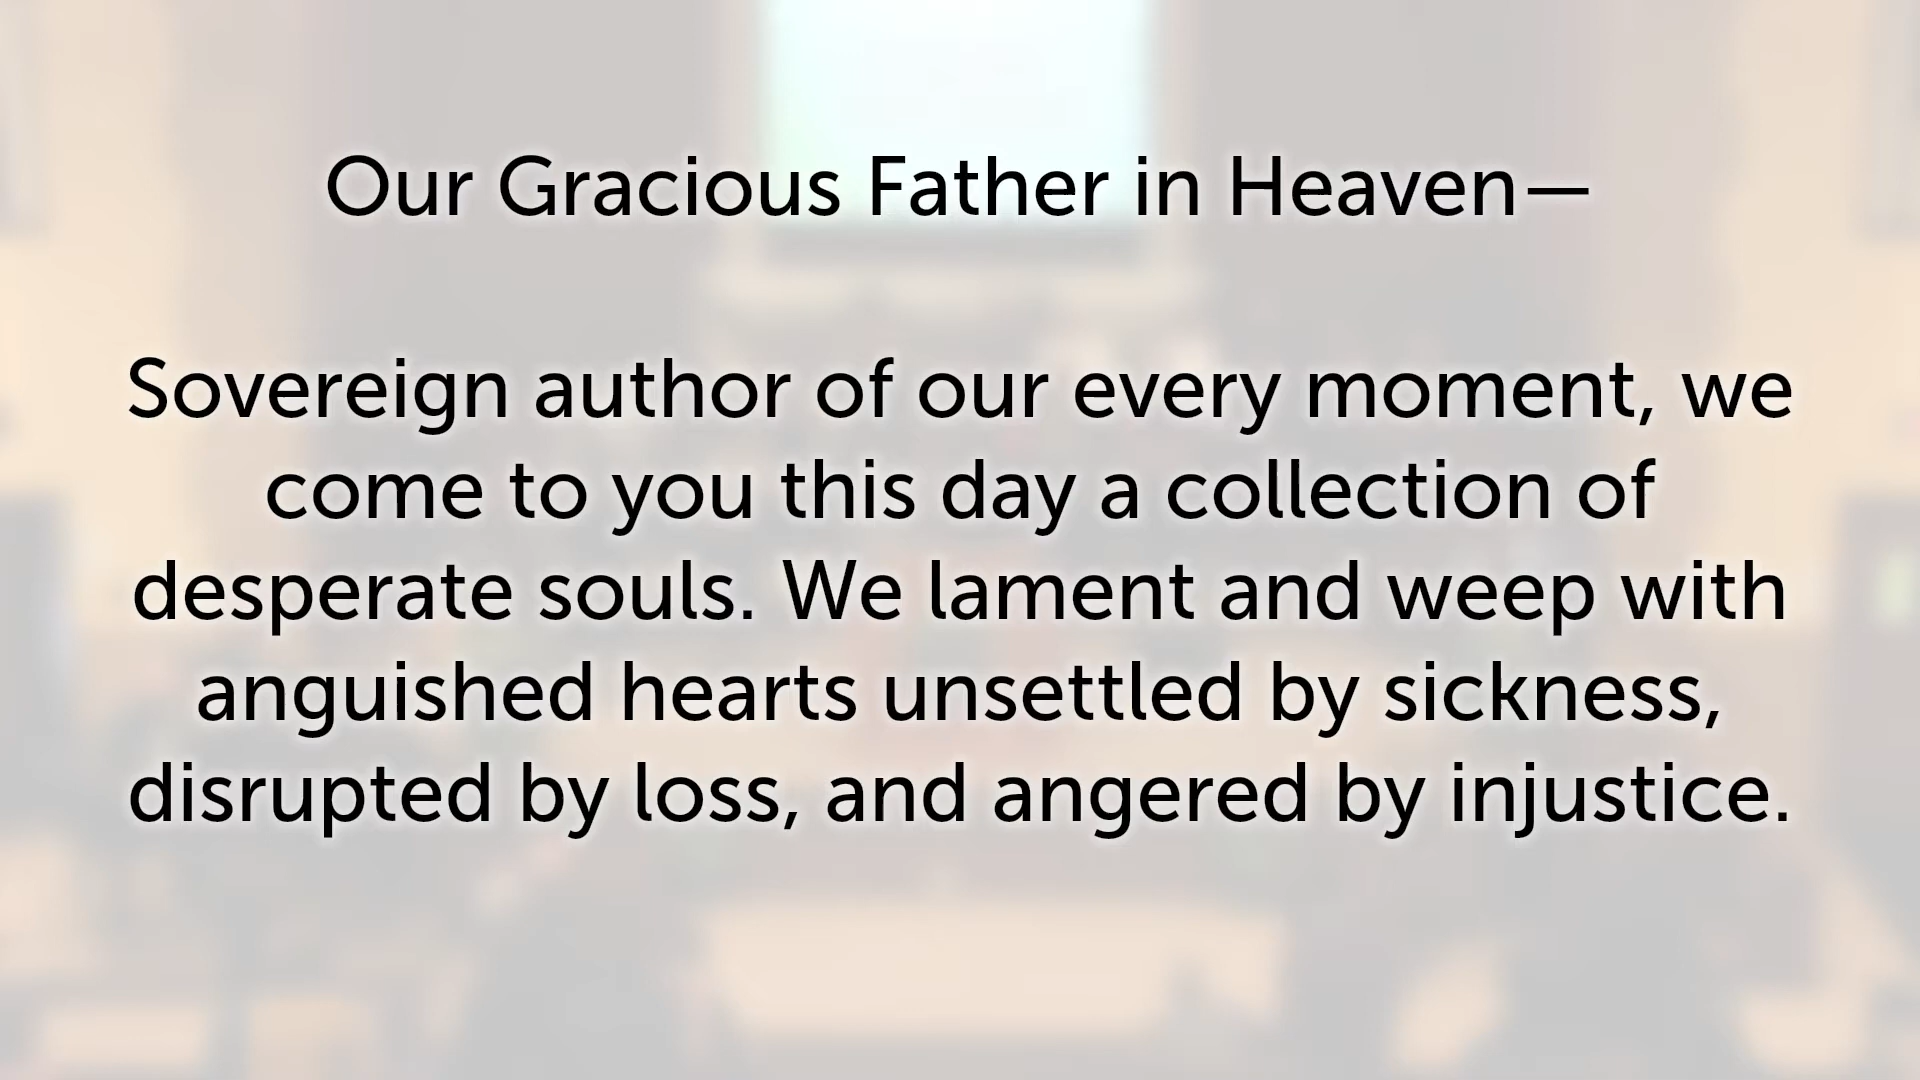 Our Gracious Father in Heaven—
Sovereign author of our every moment, we
come to you this day a collection of
desperate souls. We lament and weep with
anguished hearts unsettled by sickness,
disrupted by loss, and angered by injustice.